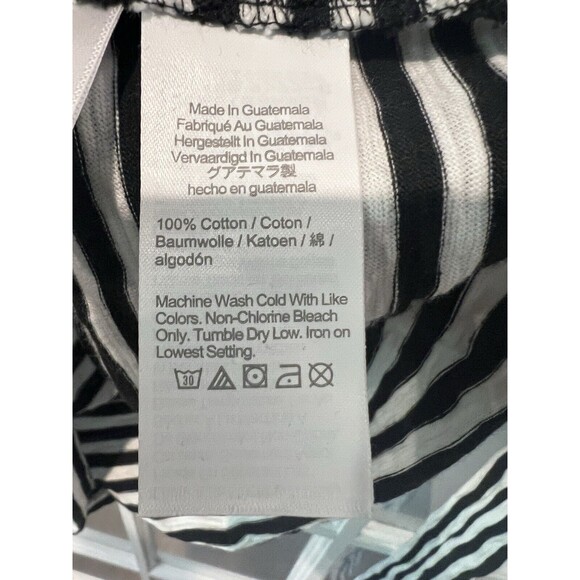 Made In Guatemala
Fabriqué Au Guatemala
Hergestellt In Guatemala
Vervaardigd In Guatemala
グアテマラ製
hecho en guatemala
100% Cotton / Coton /
Baumwolle / Katoen / 綿 /
algodón
Machine Wash Cold With Like
Colors. Non-Chlorine Bleach
Only. Tumble Dry Low. Iron on
Lowest Setting.
30